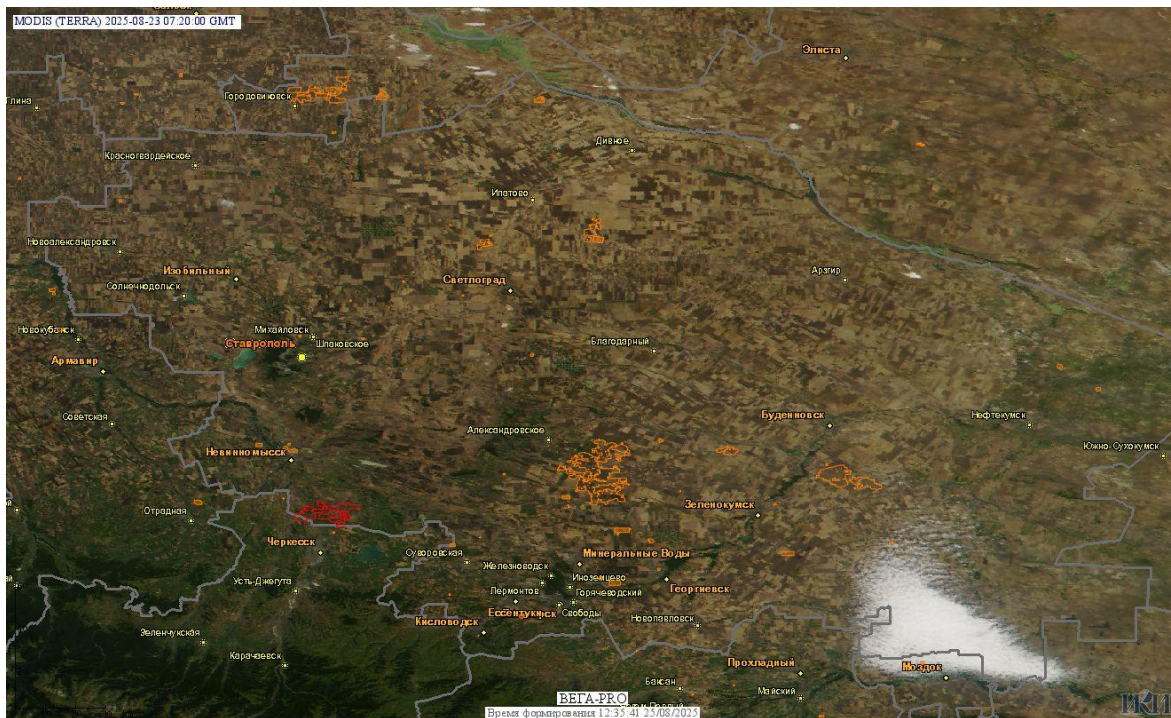 MODIS (TERRA) 2025-08-23 07:20:00 GMT
Элиста
Глина
Городовиковск
Дивное
Красногвардейское
Ипатово
Новоалександровск
Изобильный
Солнечнодольск
Светлоград
Арзгир
Новокубанск
Михайловск
Ставрополь
Шпаковское
Благодарный
Армавир
Советская
Буденновск
Нефтекумск
Александровское
Южно-Сухокумск
Невинномысск
Зеленокумск
Отрадная
Черкесск
Суворовская
Минеральные Воды
Железноводск
Иноземцево
Усть-Джегута
Лермонтов
Горячеводский
Георгиевск
Ессентуки
Свободы
Кисловодск
Новопавловск
Зеленчукская
Карачаевск
Прохладный
Моздок
Баксан
Майский
ВЕГА-PRO
ИКИ
Время формирования 12:35:41 25/08/2025